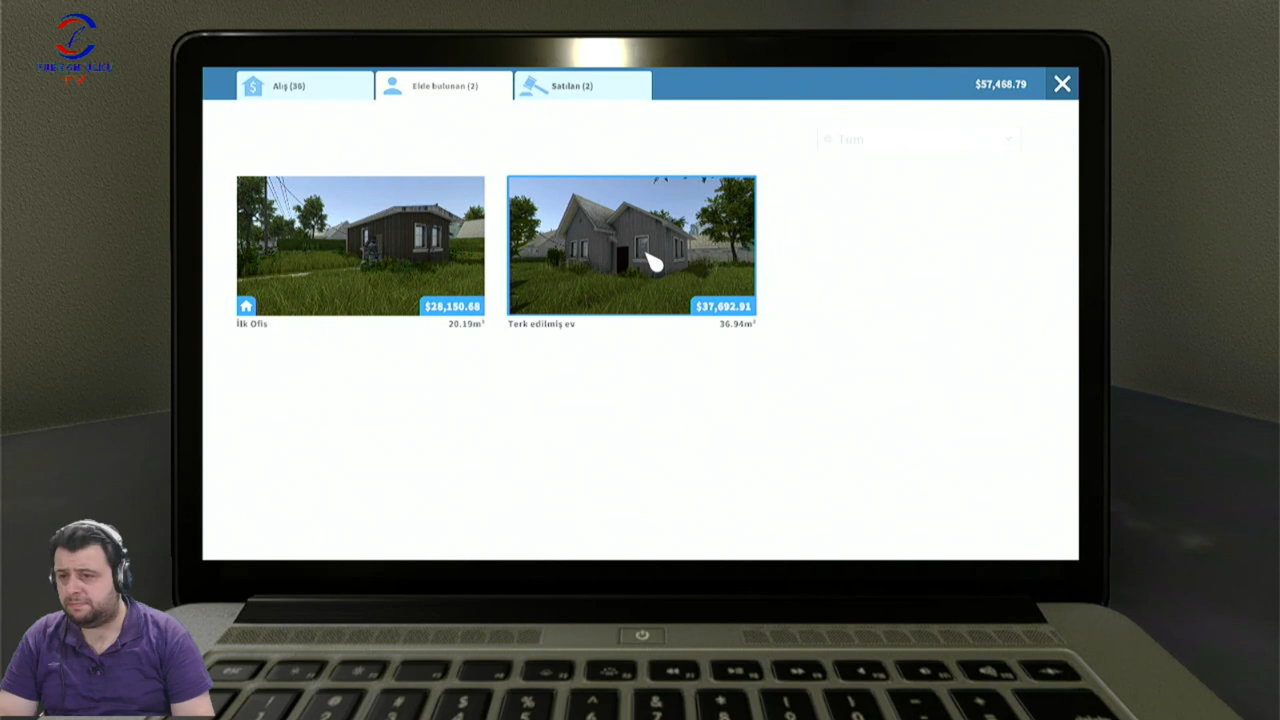 Alış (36)
Elde bulunan (2)
Satılan (2)
$57,468.79
Tüm
$28,150.68
$37,692.91
İlk Ofis
20.19m²
Terk edilmiş ev
36.94m²